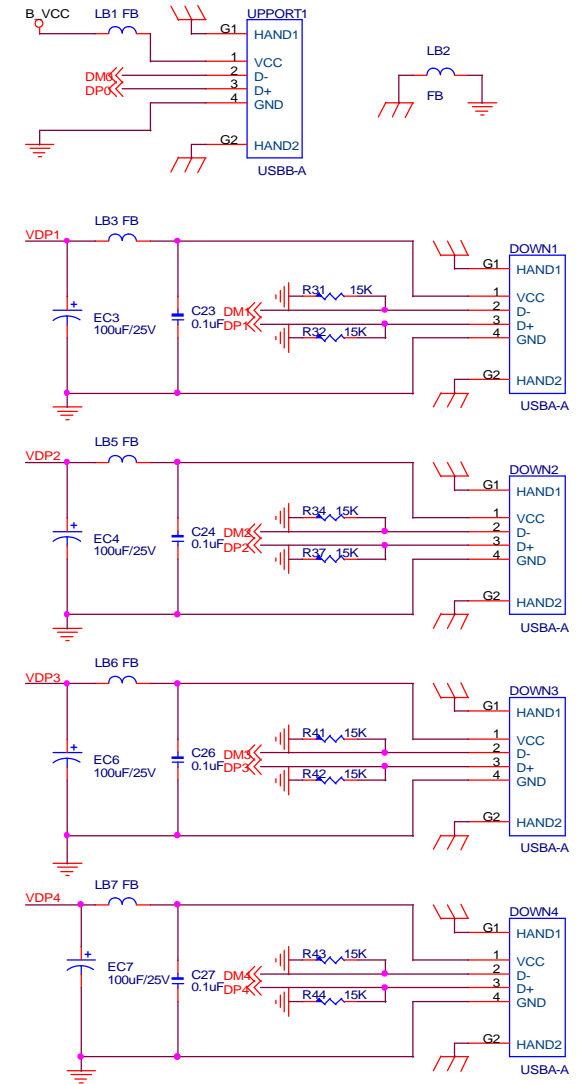 B_VCC LB1 FB UPPORT1
G1 HAND1
1 VCC
DM0 2 D-
DP0 3 D+
4 GND
G2 HAND2
USBB-A
LB2
FB
LB3 FB
VDP1
DOWN1
G1 HAND1
R31 15K
1 VCC
EC3
100uF/25V
C23
0.1uF
DM1 2 D-
DP1 3 D+
R32 15K
4 GND
G2 HAND2
USBA-A
LB5 FB
VDP2
DOWN2
G1 HAND1
R34 15K
1 VCC
EC4
100uF/25V
C24
0.1uF
DM2 2 D-
DP2 3 D+
R37 15K
4 GND
G2 HAND2
USBA-A
LB6 FB
VDP3
DOWN3
G1 HAND1
R41 15K
1 VCC
EC6
100uF/25V
C26
0.1uF
DM3 2 D-
DP3 3 D+
R42 15K
4 GND
G2 HAND2
USBA-A
LB7 FB
VDP4
DOWN4
G1 HAND1
R43 15K
1 VCC
EC7
100uF/25V
C27
0.1uF
DM4 2 D-
DP4 3 D+
R44 15K
4 GND
G2 HAND2
USBA-A